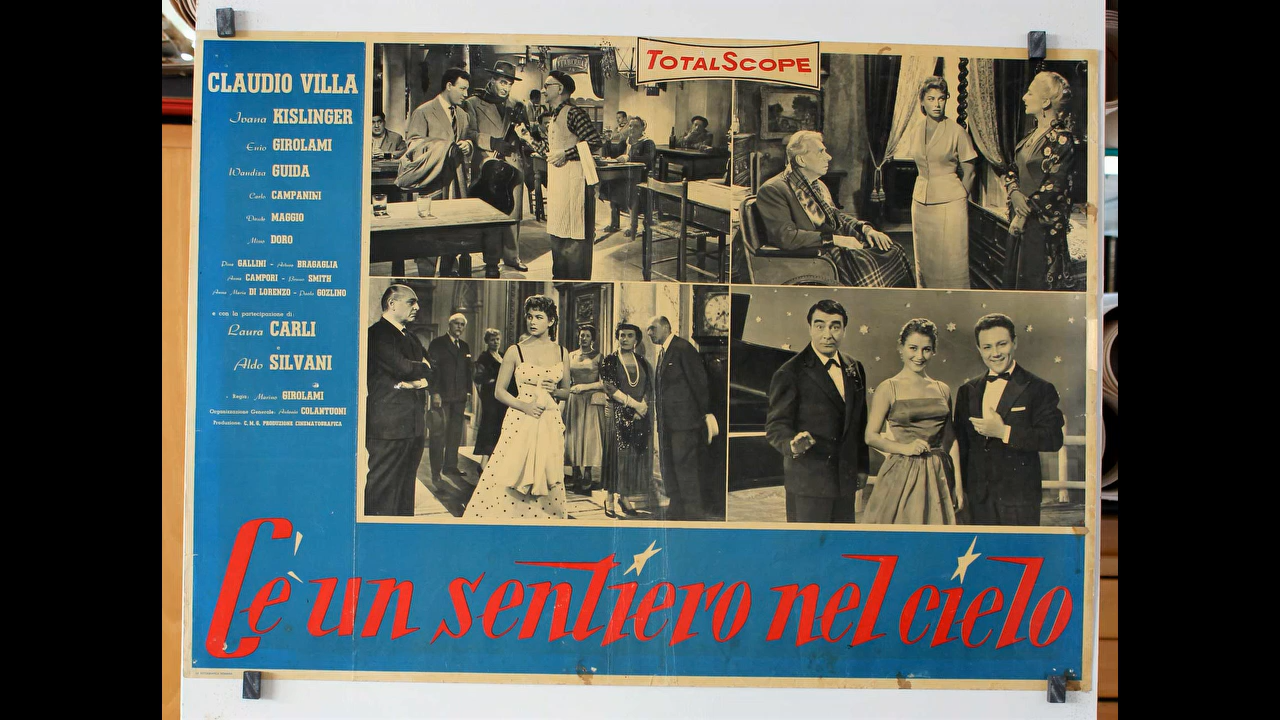 TOTALSCOPE
CLAUDIO VILLA
Ivana KISLINGER
Enio GIROLAMI
Wandisa GUIDA
Carlo CAMPANINI
Dante MAGGIO
Mino DORO
Dina GALLINI - Arturo BRAGAGLIA
Anna CAMPORI - SMITH
Anna Maria DI LORENZO - Paolo GOZLINO
e con la partecipazione di:
Laura CARLI
e
Aldo SILVANI
Regia: Marino GIROLAMI
Organizzazione Generale: Antonio COLANTUONI
Produzione: C. M. G. PRODUZIONE CINEMATOGRAFICA
C'è un sentiero nel cielo